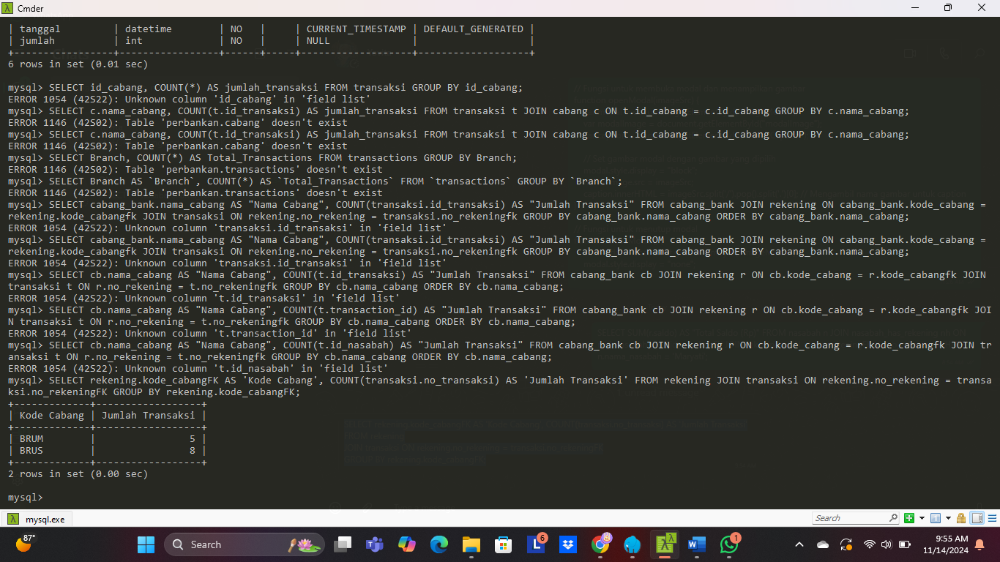 Cmder
| tanggal         | datetime        | NO   |     | CURRENT_TIMESTAMP | DEFAULT_GENERATED |
| jumlah          | int             | NO   |     | NULL              |                   |
+-----------------+-----------------+------+-----+-------------------+-------------------+
6 rows in set (0.01 sec)
mysql> SELECT id_cabang, COUNT(*) AS jumlah_transaksi FROM transaksi GROUP BY id_cabang;
ERROR 1054 (42S22): Unknown column 'id_cabang' in 'field list'
mysql> SELECT c.nama_cabang, COUNT(t.id_transaksi) AS jumlah_transaksi FROM transaksi t JOIN cabang c ON t.id_cabang = c.id_cabang GROUP BY c.nama_cabang;
ERROR 1146 (42S02): Table 'perbankan.cabang' doesn't exist
mysql> SELECT c.nama_cabang, COUNT(t.id_transaksi) AS jumlah_transaksi FROM transaksi t JOIN cabang c ON t.id_cabang = c.id_cabang GROUP BY c.nama_cabang;
ERROR 1146 (42S02): Table 'perbankan.cabang' doesn't exist
mysql> SELECT Branch, COUNT(*) AS Total_Transactions FROM transactions GROUP BY Branch;
ERROR 1146 (42S02): Table 'perbankan.transactions' doesn't exist
mysql> SELECT Branch AS `Branch`, COUNT(*) AS `Total_Transactions` FROM `transactions` GROUP BY `Branch`;
ERROR 1146 (42S02): Table 'perbankan.transactions' doesn't exist
mysql> SELECT cabang_bank.nama_cabang AS "Nama Cabang", COUNT(transaksi.id_transaksi) AS "Jumlah Transaksi" FROM cabang_bank JOIN rekening ON cabang_bank.kode_cabang =
rekening.kode_cabangfk JOIN transaksi ON rekening.no_rekening = transaksi.no_rekeningfk GROUP BY cabang_bank.nama_cabang ORDER BY cabang_bank.nama_cabang;
ERROR 1054 (42S22): Unknown column 'transaksi.id_transaksi' in 'field list'
mysql> SELECT cabang_bank.nama_cabang AS "Nama Cabang", COUNT(transaksi.id_transaksi) AS "Jumlah Transaksi" FROM cabang_bank JOIN rekening ON cabang_bank.kode_cabang =
rekening.kode_cabangfk JOIN transaksi ON rekening.no_rekening = transaksi.no_rekeningfk GROUP BY cabang_bank.nama_cabang ORDER BY cabang_bank.nama_cabang;
ERROR 1054 (42S22): Unknown column 'transaksi.id_transaksi' in 'field list'
mysql> SELECT cb.nama_cabang AS "Nama Cabang", COUNT(t.id_transaksi) AS "Jumlah Transaksi" FROM cabang_bank cb JOIN rekening r ON cb.kode_cabang = r.kode_cabangfk JOIN
transaksi t ON r.no_rekening = t.no_rekeningfk GROUP BY cb.nama_cabang ORDER BY cb.nama_cabang;
ERROR 1054 (42S22): Unknown column 't.id_transaksi' in 'field list'
mysql> SELECT cb.nama_cabang AS "Nama Cabang", COUNT(t.transaction_id) AS "Jumlah Transaksi" FROM cabang_bank cb JOIN rekening r ON cb.kode_cabang = r.kode_cabangfk JOI
N transaksi t ON r.no_rekening = t.no_rekeningfk GROUP BY cb.nama_cabang ORDER BY cb.nama_cabang;
ERROR 1054 (42S22): Unknown column 't.transaction_id' in 'field list'
mysql> SELECT cb.nama_cabang AS "Nama Cabang", COUNT(t.id_nasabah) AS "Jumlah Transaksi" FROM cabang_bank cb JOIN rekening r ON cb.kode_cabang = r.kode_cabangfk JOIN tr
ansaksi t ON r.no_rekening = t.no_rekeningfk GROUP BY cb.nama_cabang ORDER BY cb.nama_cabang;
ERROR 1054 (42S22): Unknown column 't.id_nasabah' in 'field list'
mysql> SELECT rekening.kode_cabangFK AS 'Kode Cabang', COUNT(transaksi.no_transaksi) AS 'Jumlah Transaksi' FROM rekening JOIN transaksi ON rekening.no_rekening = transa
ksi.no_rekeningFK GROUP BY rekening.kode_cabangFK;
+-------------+------------------+
| Kode Cabang | Jumlah Transaksi |
+-------------+------------------+
| BRUM        |                5 |
| BRUS        |                8 |
+-------------+------------------+
2 rows in set (0.00 sec)
mysql>
mysql.exe
Search
87°
Search
6
1
9:55 AM
11/14/2024